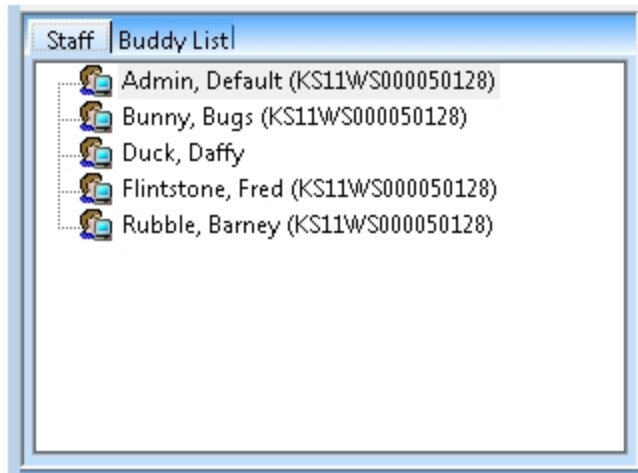 Staff Buddy List
Admin, Default (KS11WS000050128)
Bunny, Bugs (KS11WS000050128)
Duck, Daffy
Flintstone, Fred (KS11WS000050128)
Rubble, Barney (KS11WS000050128)